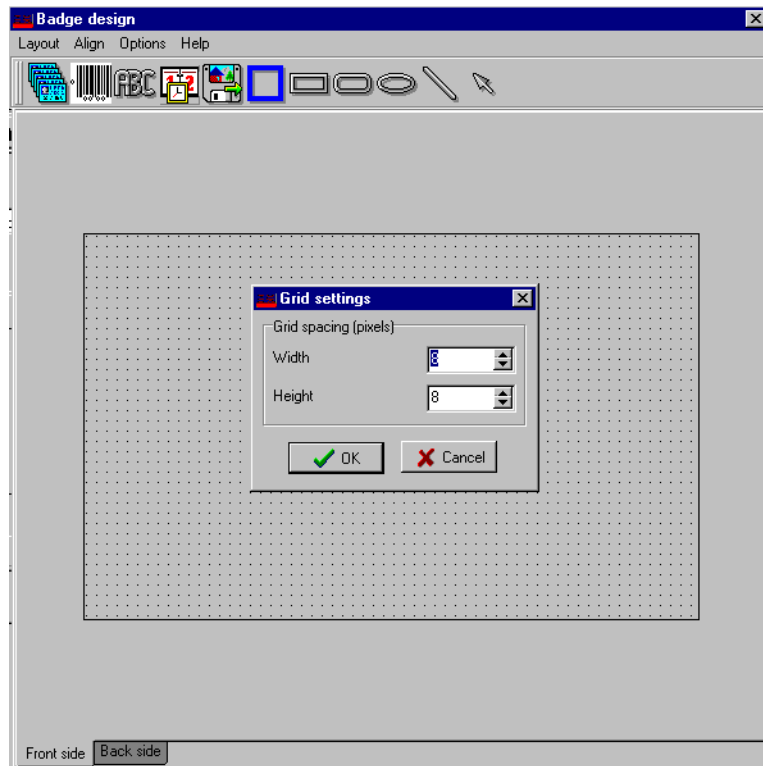 Badge design
Layout Align Options Help
ABC
Grid settings
Grid spacing (pixels)
Width 8
Height 8
OK Cancel
Front side Back side